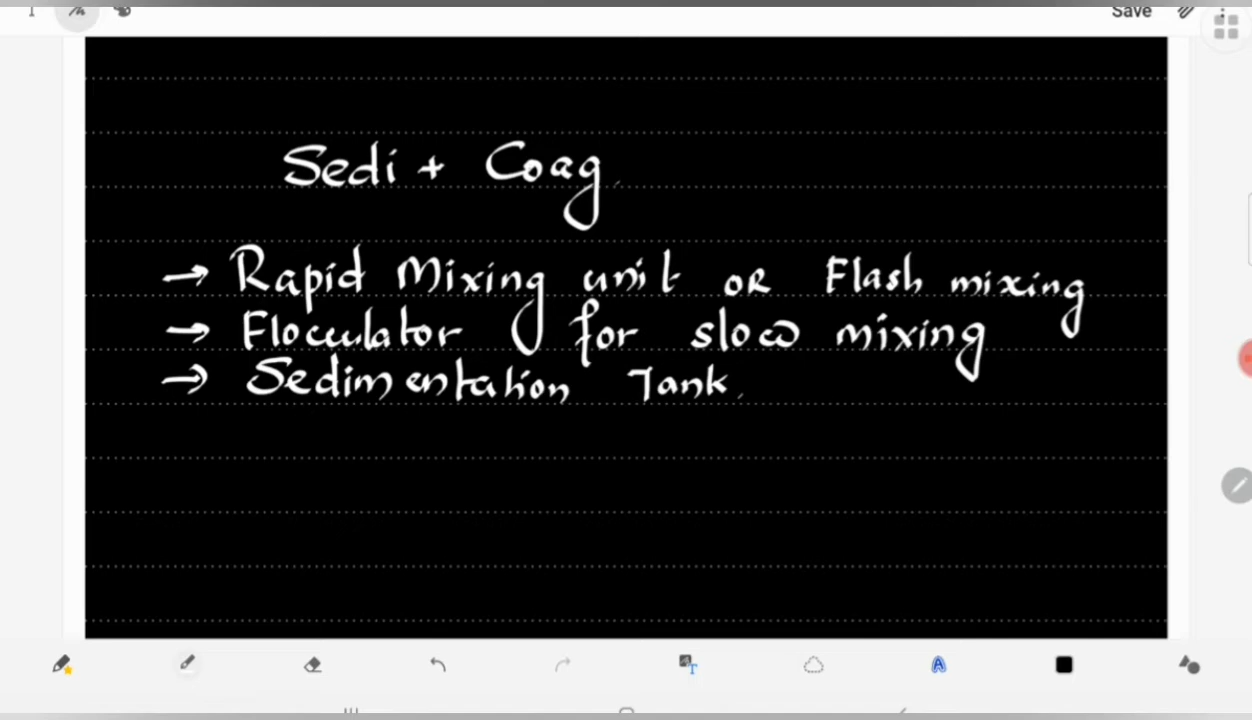 Save
Sedi + Coag.
→ Rapid Mixing unit OR Flash mixing
→ Flocculator for slow mixing
→ Sedimentation Tank.